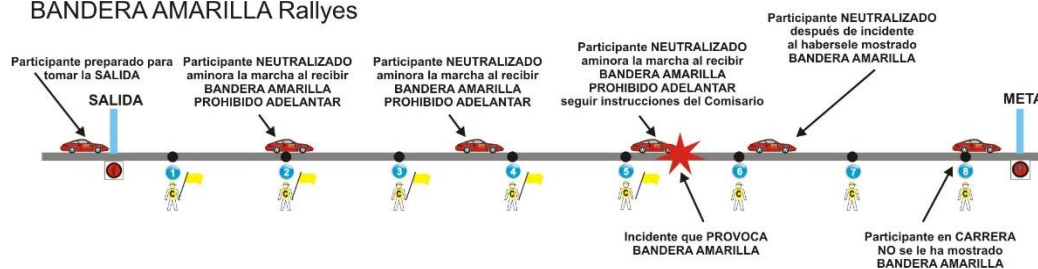 BANDERA AMARILLA Rallyes
Participante preparado para
tomar la SALIDA
SALIDA
Participante NEUTRALIZADO
aminora la marcha al recibir
BANDERA AMARILLA
PROHIBIDO ADELANTAR
Participante NEUTRALIZADO
aminora la marcha al recibir
BANDERA AMARILLA
PROHIBIDO ADELANTAR
Participante NEUTRALIZADO
aminora la marcha al recibir
BANDERA AMARILLA
PROHIBIDO ADELANTAR
seguir instrucciones del Comisario
Participante NEUTRALIZADO
después de incidente
al habersele mostrado
BANDERA AMARILLA
META
1
2
3
4
5
6
7
8
C
C
C
C
C
C
C
C
Incidente que PROVOCA
BANDERA AMARILLA
Participante en CARRERA
NO se le ha mostrado
BANDERA AMARILLA